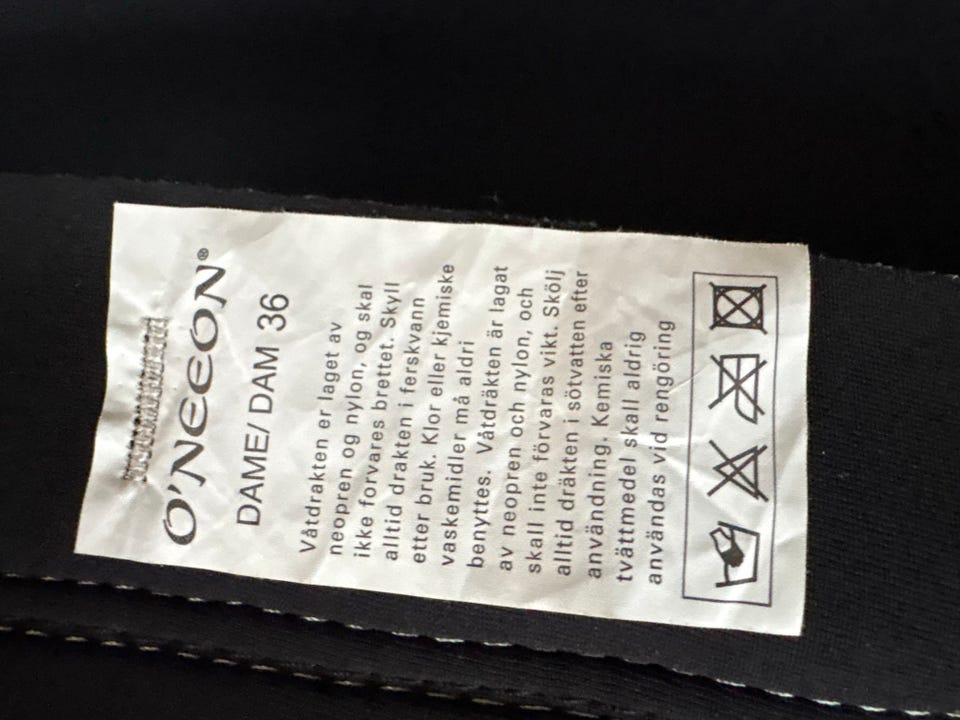 O'NEEON®
DAME/ DAM 36
Våtdrakten er laget av
neopren og nylon, og skal
ikke forvares brettet. Skyll
alltid drakten i ferskvann
etter bruk. Klor eller kjemiske
vaskemidler må aldri
benyttes. Våtdräkten är lagat
av neopren och nylon, och
skall inte förvaras vikt. Skölj
alltid dräkten i sötvatten efter
användning. Kemiska
tvättmedel skall aldrig
användas vid rengöring